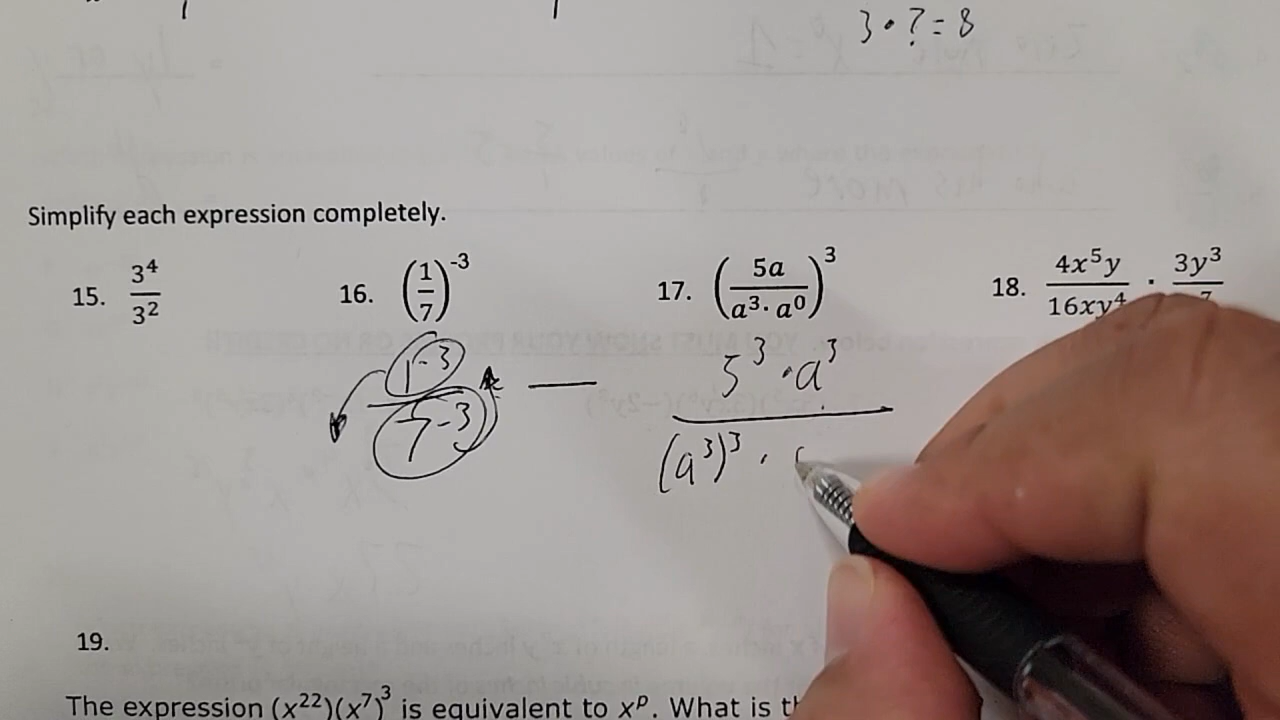 3 · ? = 8
Simplify each expression completely.
15. 3⁴/3²
16. (1/7)⁻³
17. (5a/(a³· a⁰))³
18. 4x⁵y/16xy⁴ · 3y³/
1⁻³/7⁻³
5³ · a³
(a³)³ ·
19.
The expression (x²²)(x⁷)³ is equivalent to xᵖ. What is